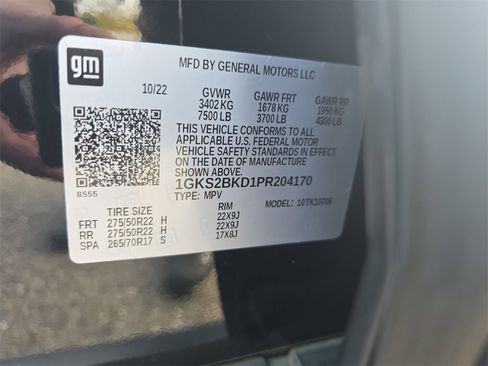 gm
MFD BY GENERAL MOTORS LLC
10/22 GVWR GAWR FRT GAWR RR
3402 KG 1678 KG 1950 KG
7500 LB 3700 LB 4300 LB
THIS VEHICLE CONFORMS TO ALL
APPLICABLE U.S. FEDERAL MOTOR
VEHICLE SAFETY STANDARDS IN
EFFECT ON THE DATE OF
MANUFACTURE SHOWN ABOVE.
1GKS2BKD1PR204170
8555 TYPE: MPV 10TK10706
TIRE SIZE RIM
FRT 275/50R22 H 22X9J
RR 275/50R22 H 22X9J
SPA 265/70R17 S 17X8J